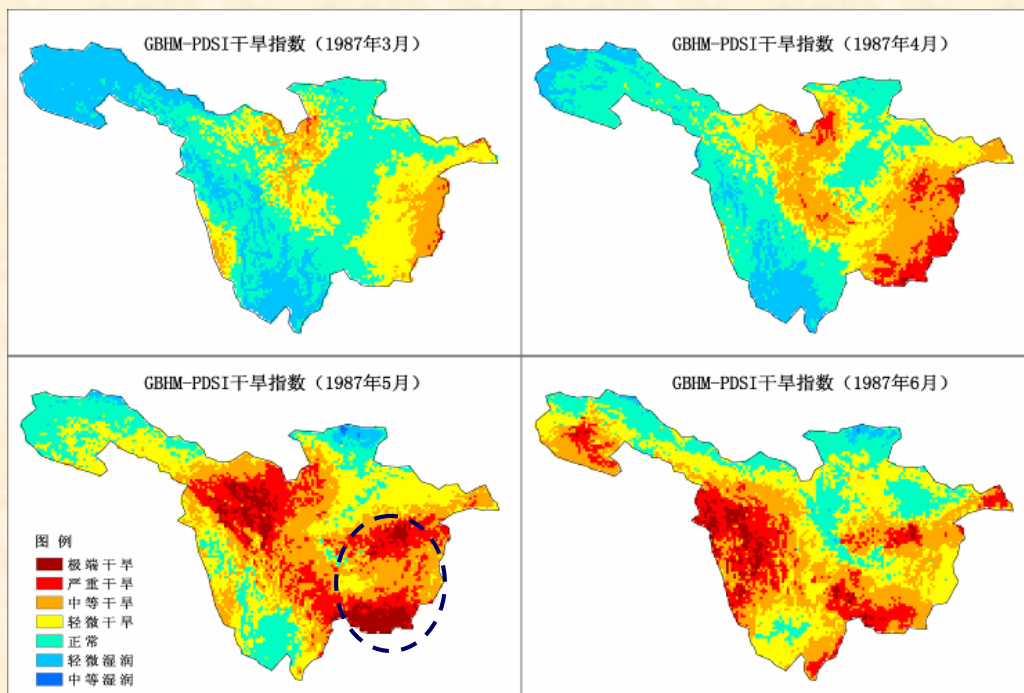 GBHM-PDSI干旱指数（1987年3月）
GBHM-PDSI干旱指数（1987年4月）
GBHM-PDSI干旱指数（1987年5月）
GBHM-PDSI干旱指数（1987年6月）
图 例
极端干旱
严重干旱
中等干旱
轻微干旱
正常
轻微湿润
中等湿润